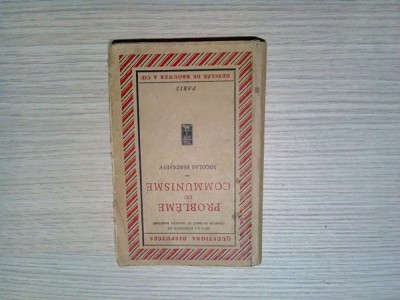 QUESTIONS DISPUTÉES
PROBLÈME
DU
COMMUNISME
NICOLAS BERDIAEFF
PARIS
DESCLÉE DE BROUWER & CIE